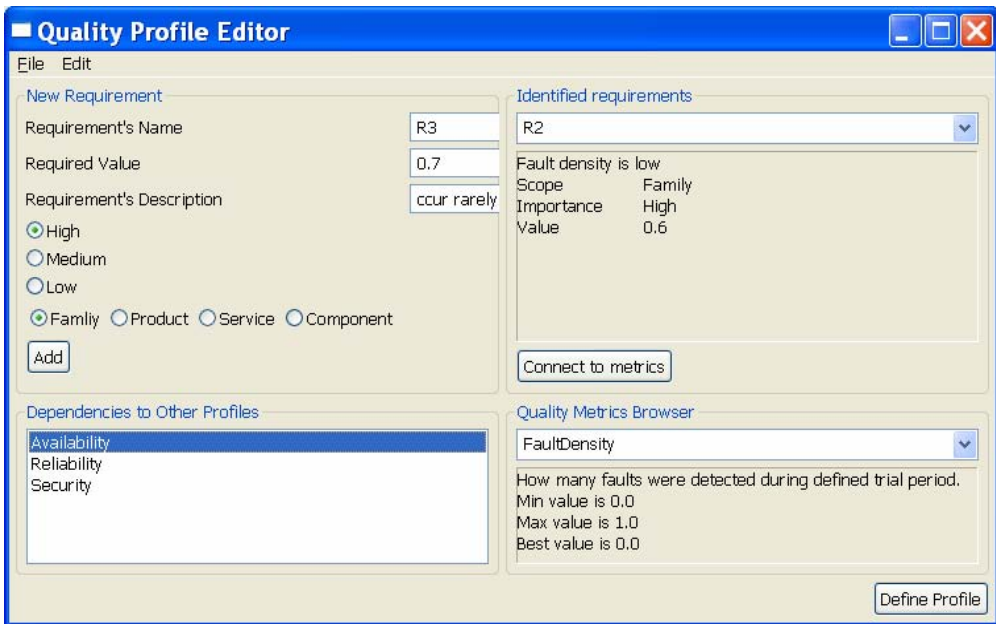 Quality Profile Editor
File Edit
New Requirement
Requirement's Name R3
Required Value 0.7
Requirement's Description ccur rarely
High
Medium
Low
Famliy Product Service Component
Add
Identified requirements
R2
Fault density is low
Scope Family
Importance High
Value 0.6
Connect to metrics
Dependencies to Other Profiles
Availability
Reliability
Security
Quality Metrics Browser
FaultDensity
How many faults were detected during defined trial period.
Min value is 0.0
Max value is 1.0
Best value is 0.0
Define Profile